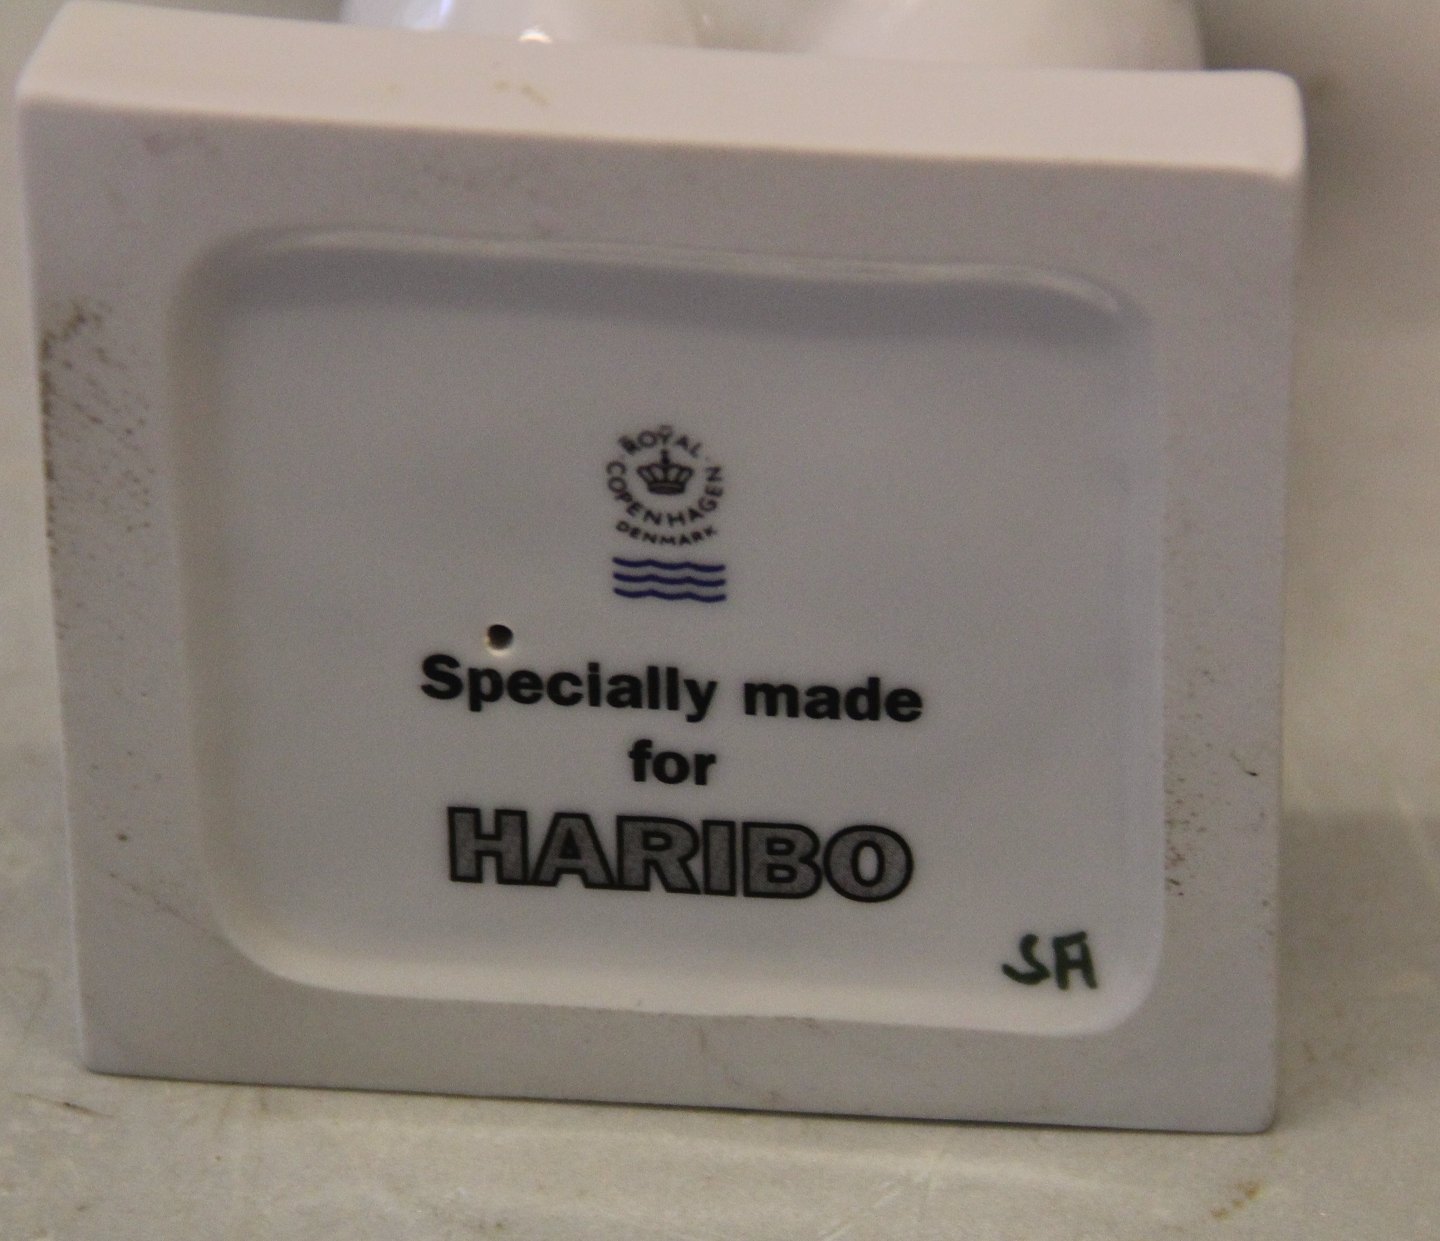 ROYAL
COPENHAGEN
DENMARK
Specially made
for
HARIBO
SA